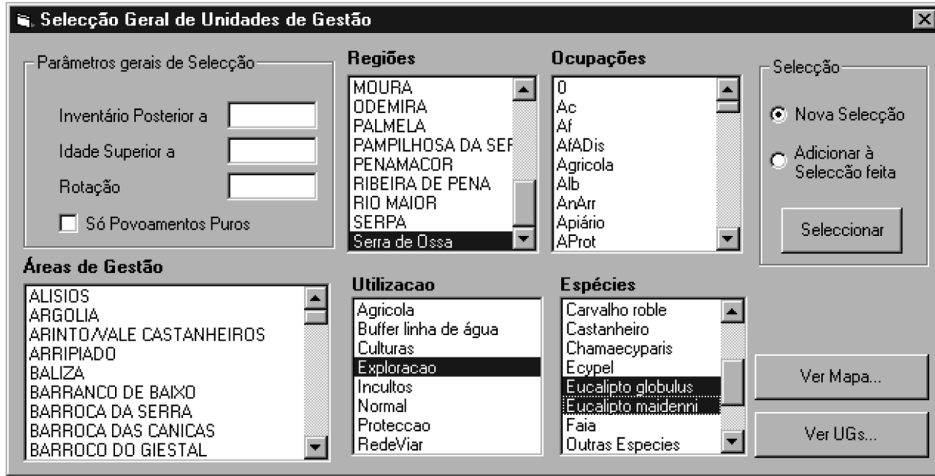 Selecção Geral de Unidades de Gestão
Parâmetros gerais de Selecção
Inventário Posterior a
Idade Superior a
Rotação
Só Povoamentos Puros
Regiões
MOURA
ODEMIRA
PALMELA
PAMPILHOSA DA SER
PENAMACOR
RIBEIRA DE PENA
RIO MAIOR
SERPA
Serra de Ossa
Ocupações
0
Ac
Af
AfADis
Agricola
Alb
AnArr
Apiário
AProt
Selecção
Nova Selecção
Adicionar à
Seleccão feita
Seleccionar
Áreas de Gestão
ALISIOS
ARGOLIA
ARINTO/VALE CASTANHEIROS
ARRIPIADO
BALIZA
BARRANCO DE BAIXO
BARROCA DA SERRA
BARROCA DAS CANICAS
BARROCO DO GIESTAL
Utilizacao
Agricola
Buffer linha de água
Culturas
Exploracao
Incultos
Normal
Proteccao
RedeViar
Espécies
Carvalho roble
Castanheiro
Chamaecyparis
Ecypel
Eucalipto globulus
Eucalipto maidenni
Faia
Outras Especies
Ver Mapa...
Ver UGs...